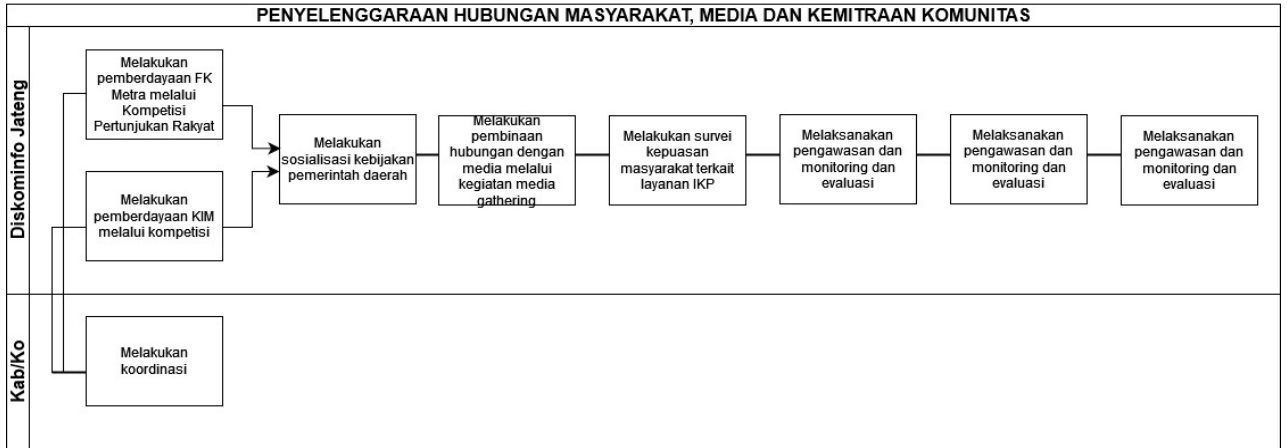 PENYELENGGARAAN HUBUNGAN MASYARAKAT, MEDIA DAN KEMITRAAN KOMUNITAS
Diskominfo Jateng
Melakukan
pemberdayaan FK
Metra melalui
Kompetisi
Pertunjukan Rakyat
Melakukan
pemberdayaan KIM
melalui kompetisi
Melakukan
sosialisasi kebijakan
pemerintah daerah
Melakukan
pembinaan
hubungan dengan
media melalui
kegiatan media
gathering
Melakukan survei
kepuasan
masyarakat terkait
layanan IKP
Melaksanakan
pengawasan dan
monitoring dan
evaluasi
Melaksanakan
pengawasan dan
monitoring dan
evaluasi
Melaksanakan
pengawasan dan
monitoring dan
evaluasi
Kab/Ko
Melakukan
koordinasi